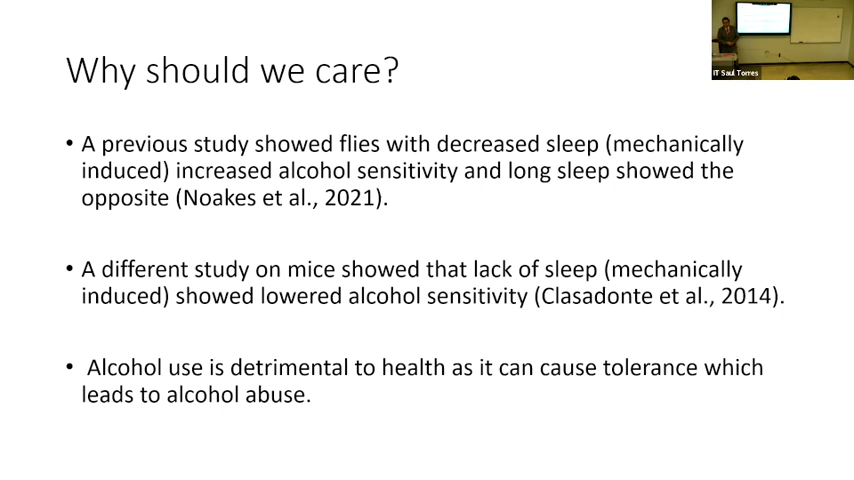 Why should we care?
IT Saul Torres
• A previous study showed flies with decreased sleep (mechanically
induced) increased alcohol sensitivity and long sleep showed the
opposite (Noakes et al., 2021).
• A different study on mice showed that lack of sleep (mechanically
induced) showed lowered alcohol sensitivity (Clasadonte et al., 2014).
• Alcohol use is detrimental to health as it can cause tolerance which
leads to alcohol abuse.